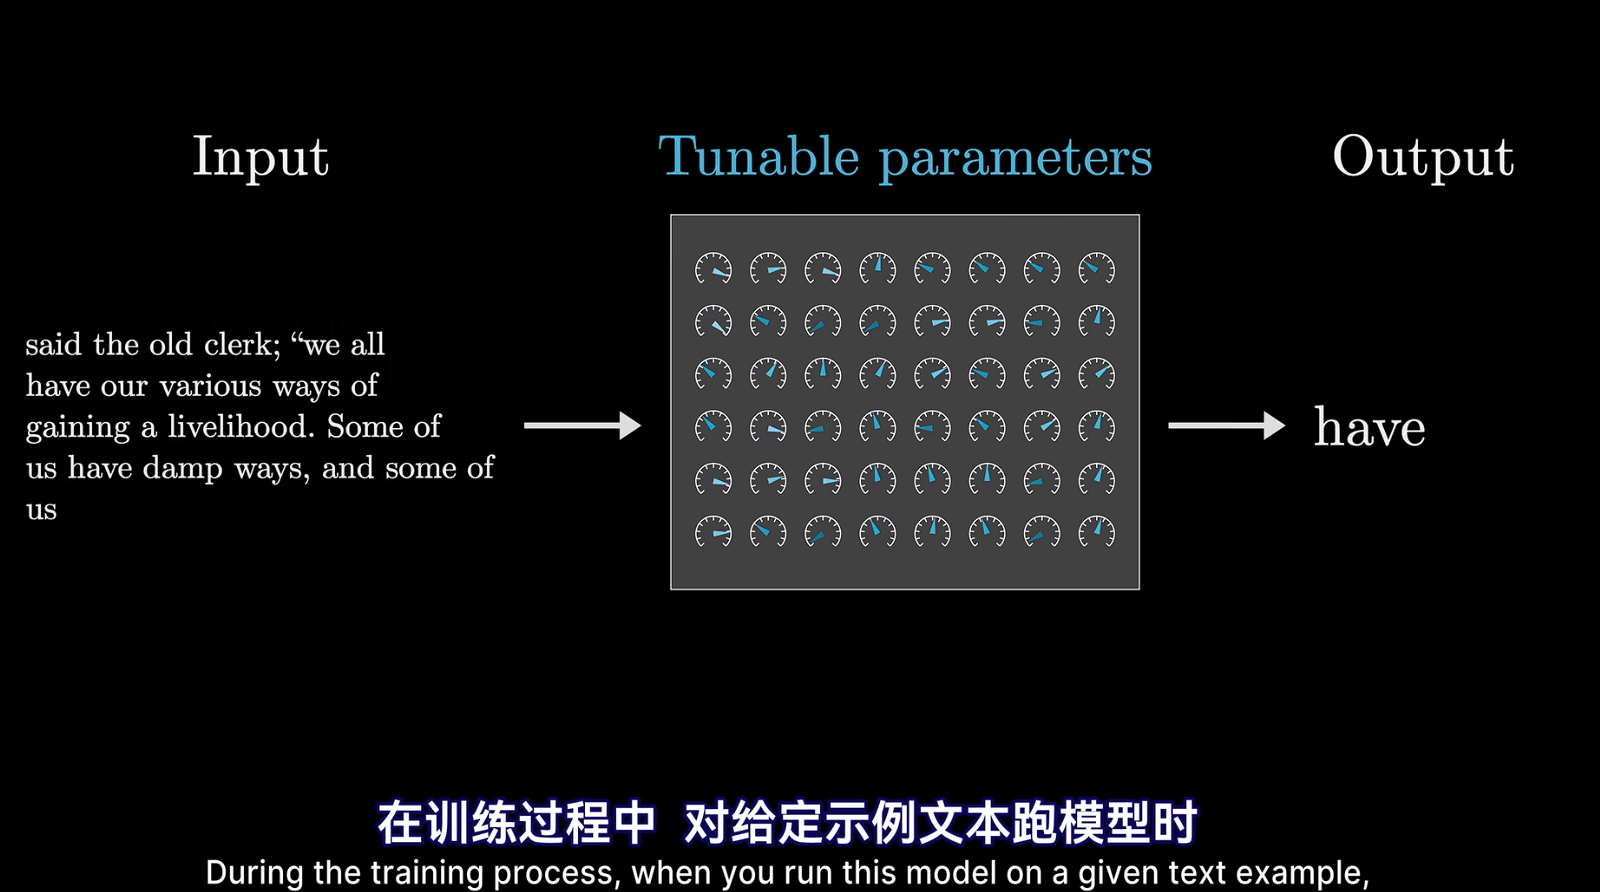 Input
Tunable parameters
Output
said the old clerk; “we all
have our various ways of
gaining a livelihood. Some of
us have damp ways, and some of
us
have
在训练过程中 对给定示例文本跑模型时
During the training process, when you run this model on a given text example,